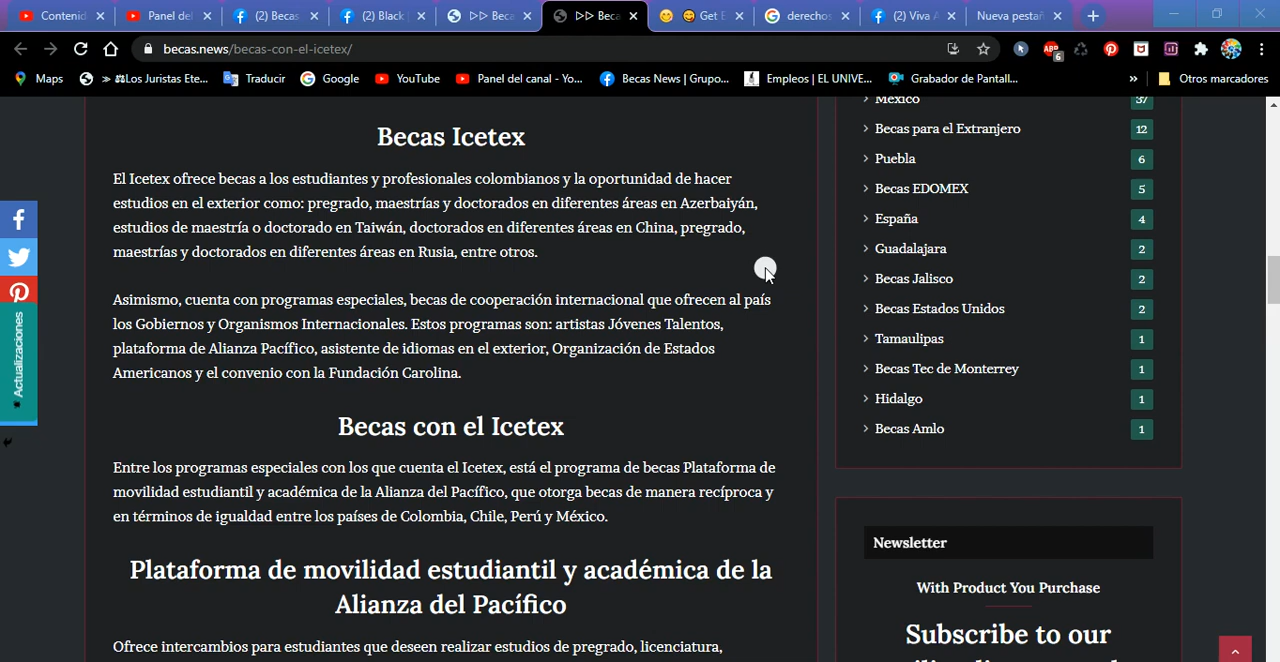 Contenid
Panel del
(2) Becas
(2) Black
▷▷ Beca
▷▷ Beca
Get E
derechos
(2) Viva A
Nueva pestañ
becas.news/becas-con-el-icetex/
ABP
6
Maps
≫ Los Juristas Ete...
Traducir
Google
YouTube
Panel del canal - Yo...
Becas News | Grupo...
Empleos | EL UNIVE...
Grabador de Pantall...
»
Otros marcadores
Becas Icetex
El Icetex ofrece becas a los estudiantes y profesionales colombianos y la oportunidad de hacer
estudios en el exterior como: pregrado, maestrías y doctorados en diferentes áreas en Azerbaiyán,
estudios de maestría o doctorado en Taiwán, doctorados en diferentes áreas en China, pregrado,
maestrías y doctorados en diferentes áreas en Rusia, entre otros.
Asimismo, cuenta con programas especiales, becas de cooperación internacional que ofrecen al país
los Gobiernos y Organismos Internacionales. Estos programas son: artistas Jóvenes Talentos,
plataforma de Alianza Pacífico, asistente de idiomas en el exterior, Organización de Estados
Americanos y el convenio con la Fundación Carolina.
Becas con el Icetex
Entre los programas especiales con los que cuenta el Icetex, está el programa de becas Plataforma de
movilidad estudiantil y académica de la Alianza del Pacífico, que otorga becas de manera recíproca y
en términos de igualdad entre los países de Colombia, Chile, Perú y México.
Plataforma de movilidad estudiantil y académica de la
Alianza del Pacífico
Ofrece intercambios para estudiantes que deseen realizar estudios de pregrado, licenciatura,
Actualizaciones
México 37
Becas para el Extranjero 12
Puebla 6
Becas EDOMEX 5
España 4
Guadalajara 2
Becas Jalisco 2
Becas Estados Unidos 2
Tamaulipas 1
Becas Tec de Monterrey 1
Hidalgo 1
Becas Amlo 1
Newsletter
With Product You Purchase
Subscribe to our